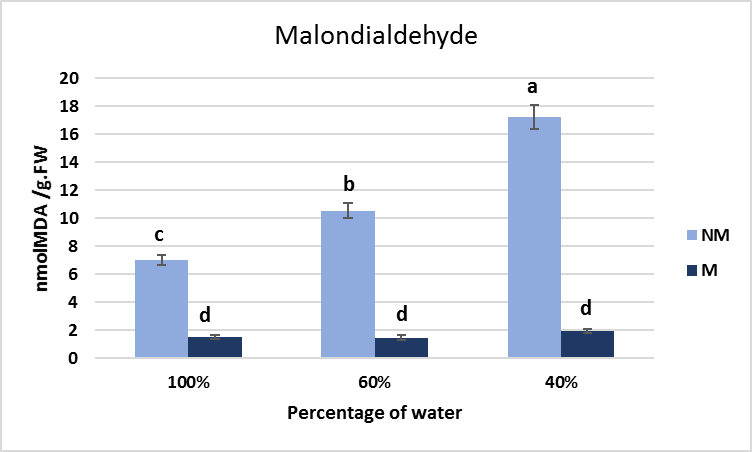 Malondialdehyde
nmolMDA /g.FW
20
18
16
14
12
10
8
6
4
2
0
c
d
b
d
a
d
100%
60%
40%
Percentage of water
NM
M